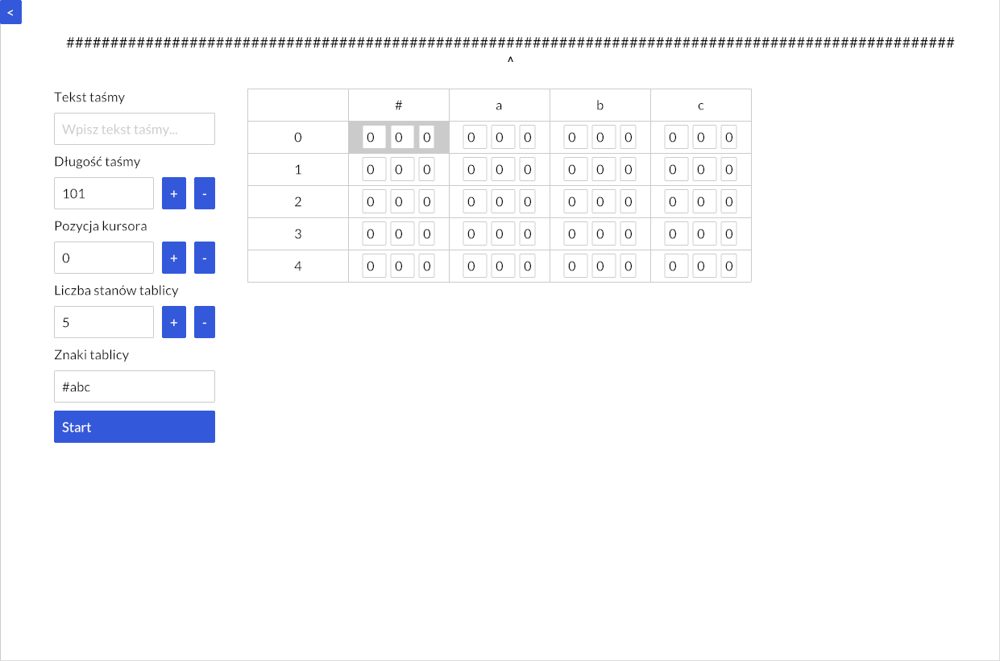 <
#####################################################################################################
^
Tekst taśmy
Wpisz tekst taśmy...
Długość taśmy
101 + -
Pozycja kursora
0 + -
Liczba stanów tablicy
5 + -
Znaki tablicy
#abc
Start
# a b c
0 0 0 0 0 0 0 0 0 0 0 0 0
1 0 0 0 0 0 0 0 0 0 0 0 0
2 0 0 0 0 0 0 0 0 0 0 0 0
3 0 0 0 0 0 0 0 0 0 0 0 0
4 0 0 0 0 0 0 0 0 0 0 0 0